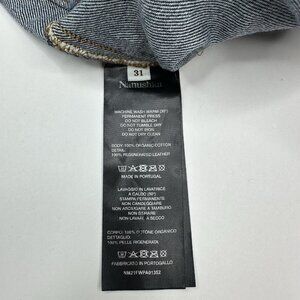 31
Nanushka
MACHINE WASH WARM (30°)
PERMANENT PRESS
DO NOT BLEACH
DO NOT TUMBLE DRY
DO NOT IRON
DO NOT DRY CLEAN
BODY: 100% ORGANIC COTTON
DETAIL:
100% REGENERATED LEATHER
MADE IN PORTUGAL
LAVAGGIO IN LAVATRICE
A CALDO (30°)
STAMPA PERMANENTE
NON CANDEGGIARE
NON ASCIUGARE A TAMBURO
NON STIRARE
NON LAVARE A SECCO
CORPO: 100% COTONE ORGANICO
DETTAGLIO:
100% PELLE RIGENERATA
FABBRICATO IN PORTOGALLO
NM21FWPA01352